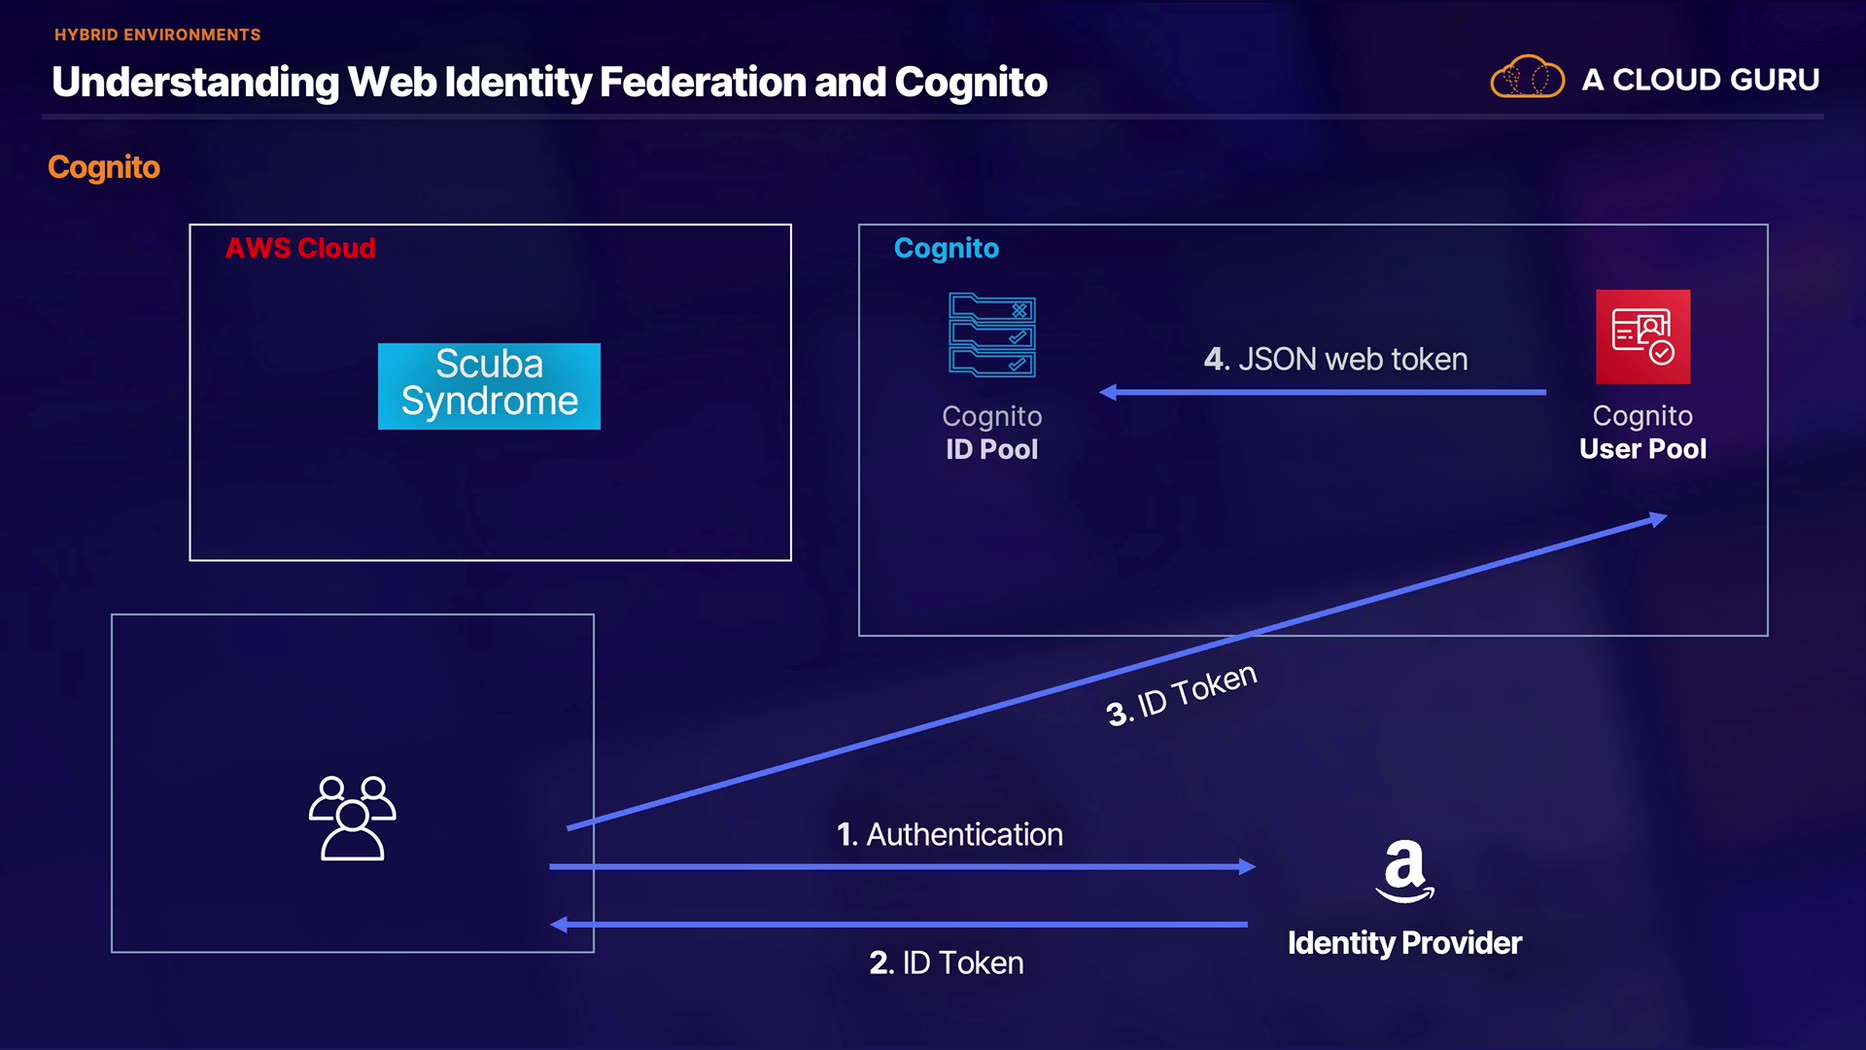 HYBRID ENVIRONMENTS
Understanding Web Identity Federation and Cognito
A CLOUD GURU
Cognito
AWS Cloud
Scuba
Syndrome
Cognito
Cognito
ID Pool
4. JSON web token
Cognito
User Pool
3. ID Token
1. Authentication
2. ID Token
a
Identity Provider